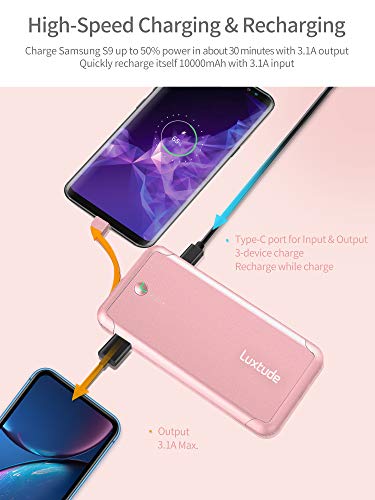 High-Speed Charging & Recharging
Charge Samsung S9 up to 50% power in about 30 minutes with 3.1A output
Quickly recharge itself 10000mAh with 3.1A input
Type-C port for Input & Output
3-device charge
Recharge while charge
Luxtude
Output
3.1A Max.